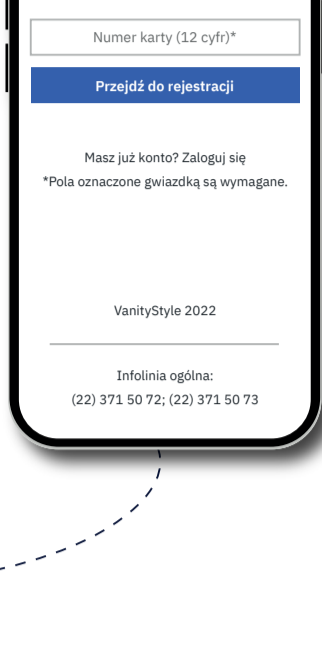 Numer karty (12 cyfr)*
Przejdź do rejestracji
Masz już konto? Zaloguj się
*Pola oznaczone gwiazdką są wymagane.
VanityStyle 2022
Infolinia ogólna:
(22) 371 50 72; (22) 371 50 73